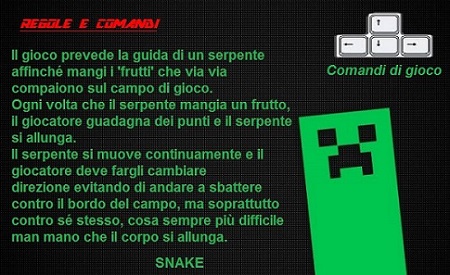 REGOLE E COMANDI
Il gioco prevede la guida di un serpente
affinché mangi i 'frutti' che via via
compaiono sul campo di gioco.
Ogni volta che il serpente mangia un frutto,
il giocatore guadagna dei punti e il serpente
si allunga.
Il serpente si muove continuamente e il
giocatore deve fargli cambiare
direzione evitando di andare a sbattere
contro il bordo del campo, ma soprattutto
contro sé stesso, cosa sempre più difficile
man mano che il corpo si allunga.
SNAKE
↑
← ↓ →
Comandi di gioco